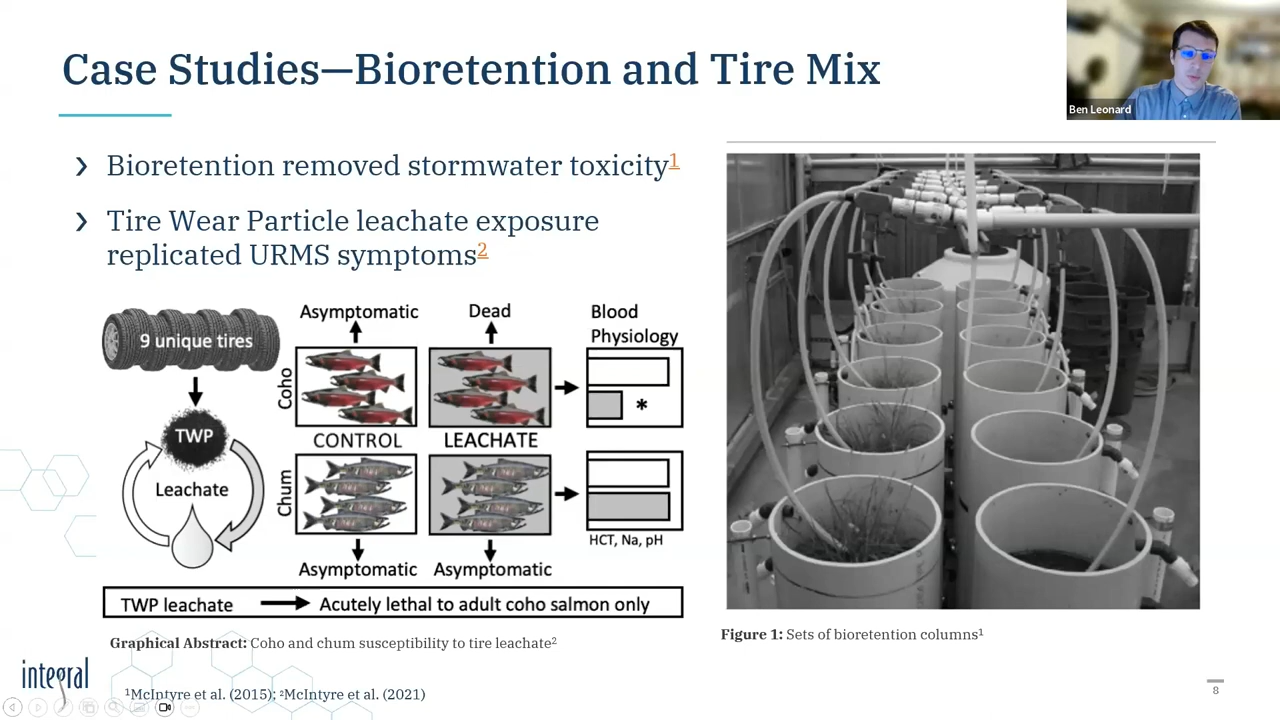 Case Studies—Bioretention and Tire Mix
Ben Leonard
› Bioretention removed stormwater toxicity1
› Tire Wear Particle leachate exposure
replicated URMS symptoms2
9 unique tires
TWP
Leachate
Asymptomatic
Dead
Blood
Physiology
Coho
*
CONTROL
LEACHATE
Chum
HCT, Na, pH
Asymptomatic
Asymptomatic
TWP leachate
Acutely lethal to adult coho salmon only
Graphical Abstract: Coho and chum susceptibility to tire leachate2
Figure 1: Sets of bioretention columns1
integral
1McIntyre et al. (2015); 2McIntyre et al. (2021)
8